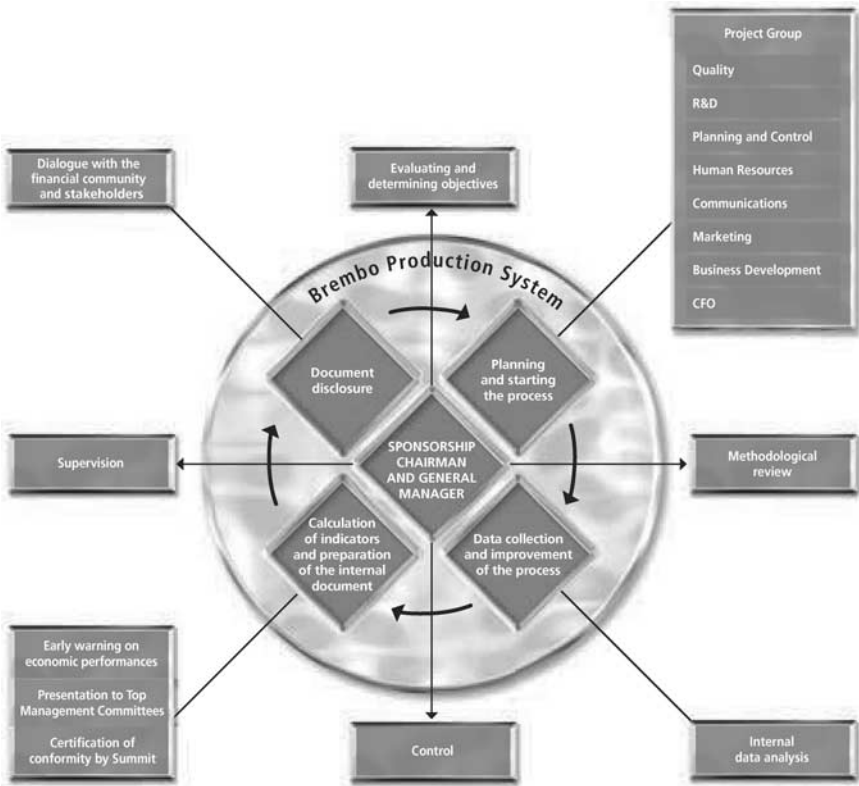 Project Group
Quality
R&D
Planning and Control
Human Resources
Communications
Marketing
Business Development
CFO
Dialogue with the
financial community
and stakeholders
Evaluating and
determining objectives
Brembo Production System
Document
disclosure
Planning
and starting
the process
Supervision
SPONSORSHIP
CHAIRMAN
AND GENERAL
MANAGER
Methodological
review
Calculation
of indicators
and preparation
of the internal
document
Data collection
and improvement
of the process
Early warning on
economic performances
Presentation to Top
Management Committees
Certification of
conformity by Summit
Control
Internal
data analysis